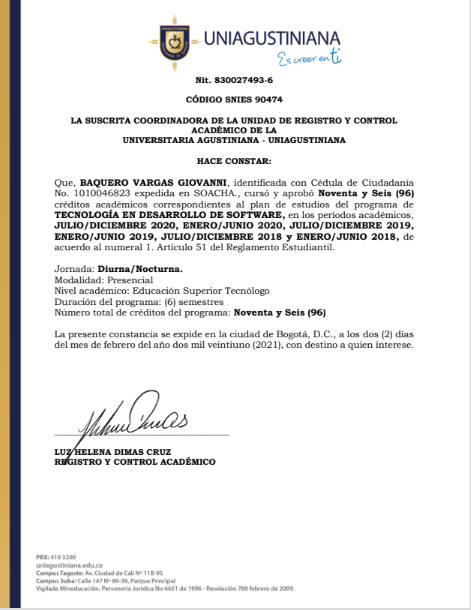 UNIAGUSTINIANA
Es creer en ti
Nit. 830027493-6
CÓDIGO SNIES 90474
LA SUSCRITA COORDINADORA DE LA UNIDAD DE REGISTRO Y CONTROL
ACADÉMICO DE LA
UNIVERSITARIA AGUSTINIANA - UNIAGUSTINIANA
HACE CONSTAR:
Que, BAQUERO VARGAS GIOVANNI, identificada con Cédula de Ciudadanía
No. 1010046823 expedida en SOACHA., cursó y aprobó Noventa y Seis (96)
créditos académicos correspondientes al plan de estudios del programa de
TECNOLOGÍA EN DESARROLLO DE SOFTWARE, en los periodos académicos,
JULIO/DICIEMBRE 2020, ENERO/JUNIO 2020, JULIO/DICIEMBRE 2019,
ENERO/JUNIO 2019, JULIO/DICIEMBRE 2018 y ENERO/JUNIO 2018, de
acuerdo al numeral 1. Artículo 51 del Reglamento Estudiantil.
Jornada: Diurna/Nocturna.
Modalidad: Presencial
Nivel académico: Educación Superior Tecnólogo
Duración del programa: (6) semestres
Número total de créditos del programa: Noventa y Seis (96)
La presente constancia se expide en la ciudad de Bogotá, D.C., a los dos (2) días
del mes de febrero del año dos mil veintiuno (2021), con destino a quien interese.
LUZ HELENA DIMAS CRUZ
REGISTRO Y CONTROL ACADÉMICO
PBX: 419 3200
uniagustiniana.edu.co
Campus Tagaste: Av. Ciudad de Cali Nº 11B-95
Campus Suba: Calle 147 Nº 89-39, Parque Principal
Vigilada Mineducación. Personería Jurídica No 6651 de 1996 - Resolución 780 febrero de 2009.